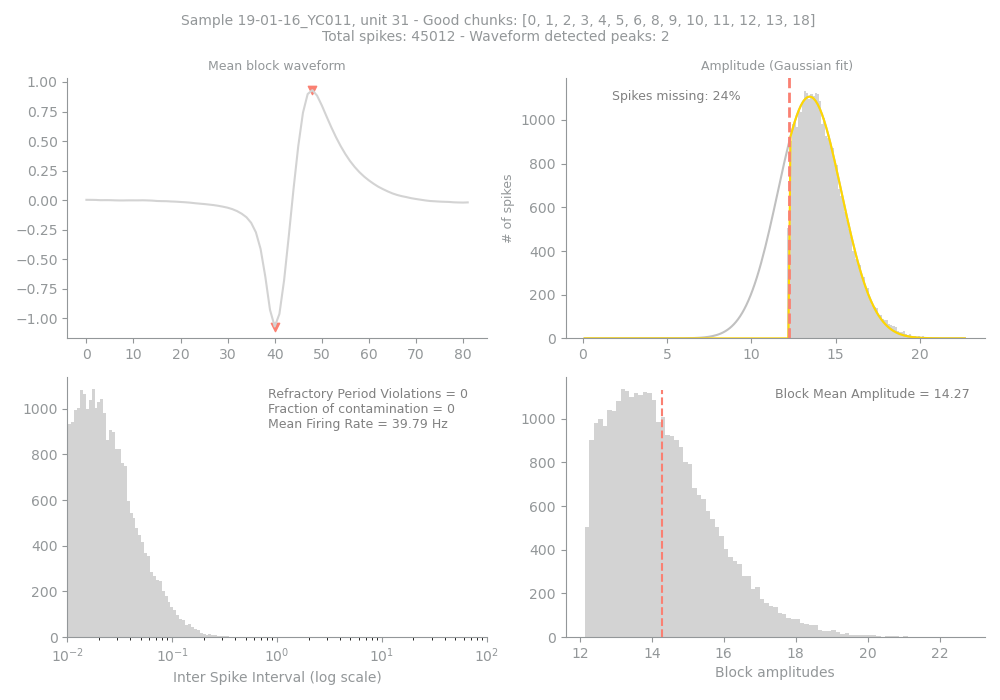 Sample 19-01-16_YC011, unit 31 - Good chunks: [0, 1, 2, 3, 4, 5, 6, 8, 9, 10, 11, 12, 13, 18]
Total spikes: 45012 - Waveform detected peaks: 2
Mean block waveform
1.00
0.75
0.50
0.25
0.00
−0.25
−0.50
−0.75
−1.00
0 10 20 30 40 50 60 70 80
Amplitude (Gaussian fit)
Spikes missing: 24%
# of spikes
1000
800
600
400
200
0
0 5 10 15 20
Refractory Period Violations = 0
Fraction of contamination = 0
Mean Firing Rate = 39.79 Hz
1000
800
600
400
200
0
10⁻² 10⁻¹ 10⁰ 10¹ 10²
Inter Spike Interval (log scale)
Block Mean Amplitude = 14.27
1000
800
600
400
200
0
12 14 16 18 20 22
Block amplitudes